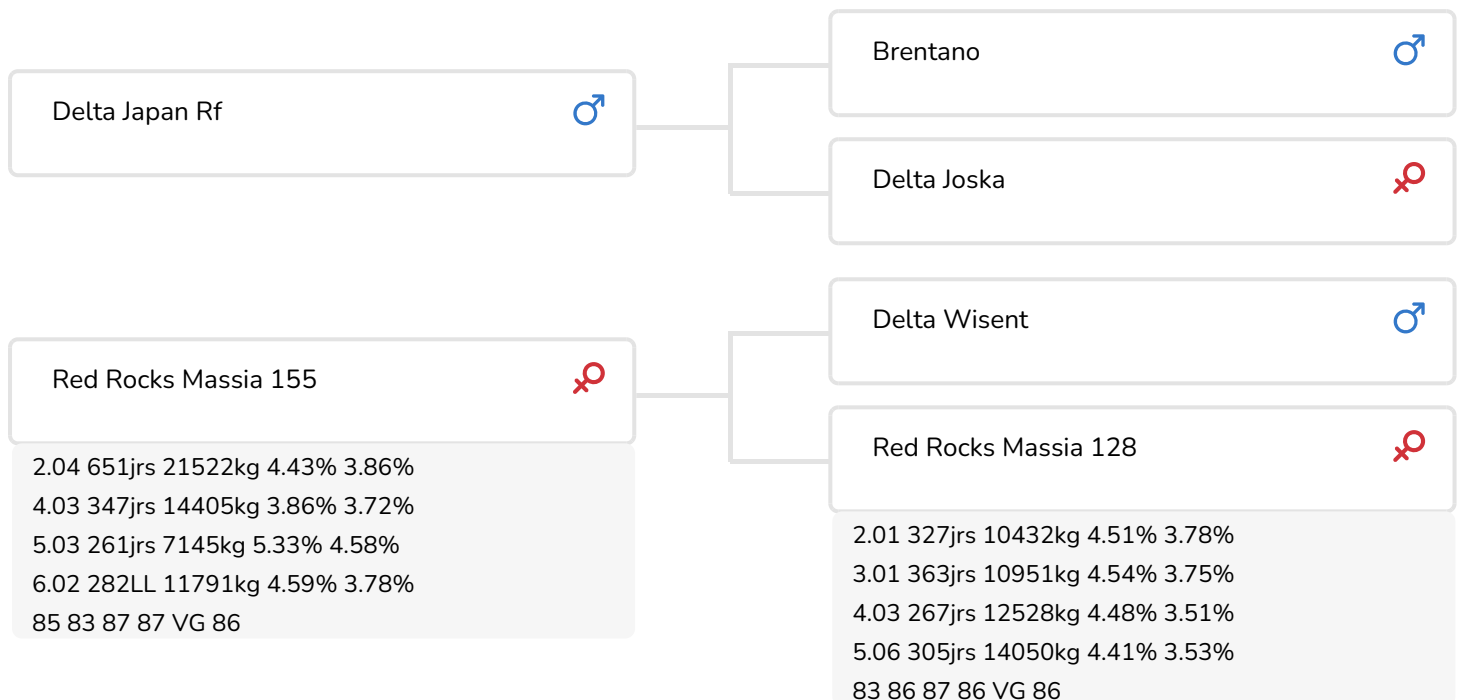 Delta Japan Rf
Brentano
Delta Joska
Red Rocks Massia 155
2.04 651jrs 21522kg 4.43% 3.86%
4.03 347jrs 14405kg 3.86% 3.72%
5.03 261jrs 7145kg 5.33% 4.58%
6.02 282LL 11791kg 4.59% 3.78%
85 83 87 87 VG 86
Delta Wisent
Red Rocks Massia 128
2.01 327jrs 10432kg 4.51% 3.78%
3.01 363jrs 10951kg 4.54% 3.75%
4.03 267jrs 12528kg 4.48% 3.51%
5.06 305jrs 14050kg 4.41% 3.53%
83 86 87 86 VG 86